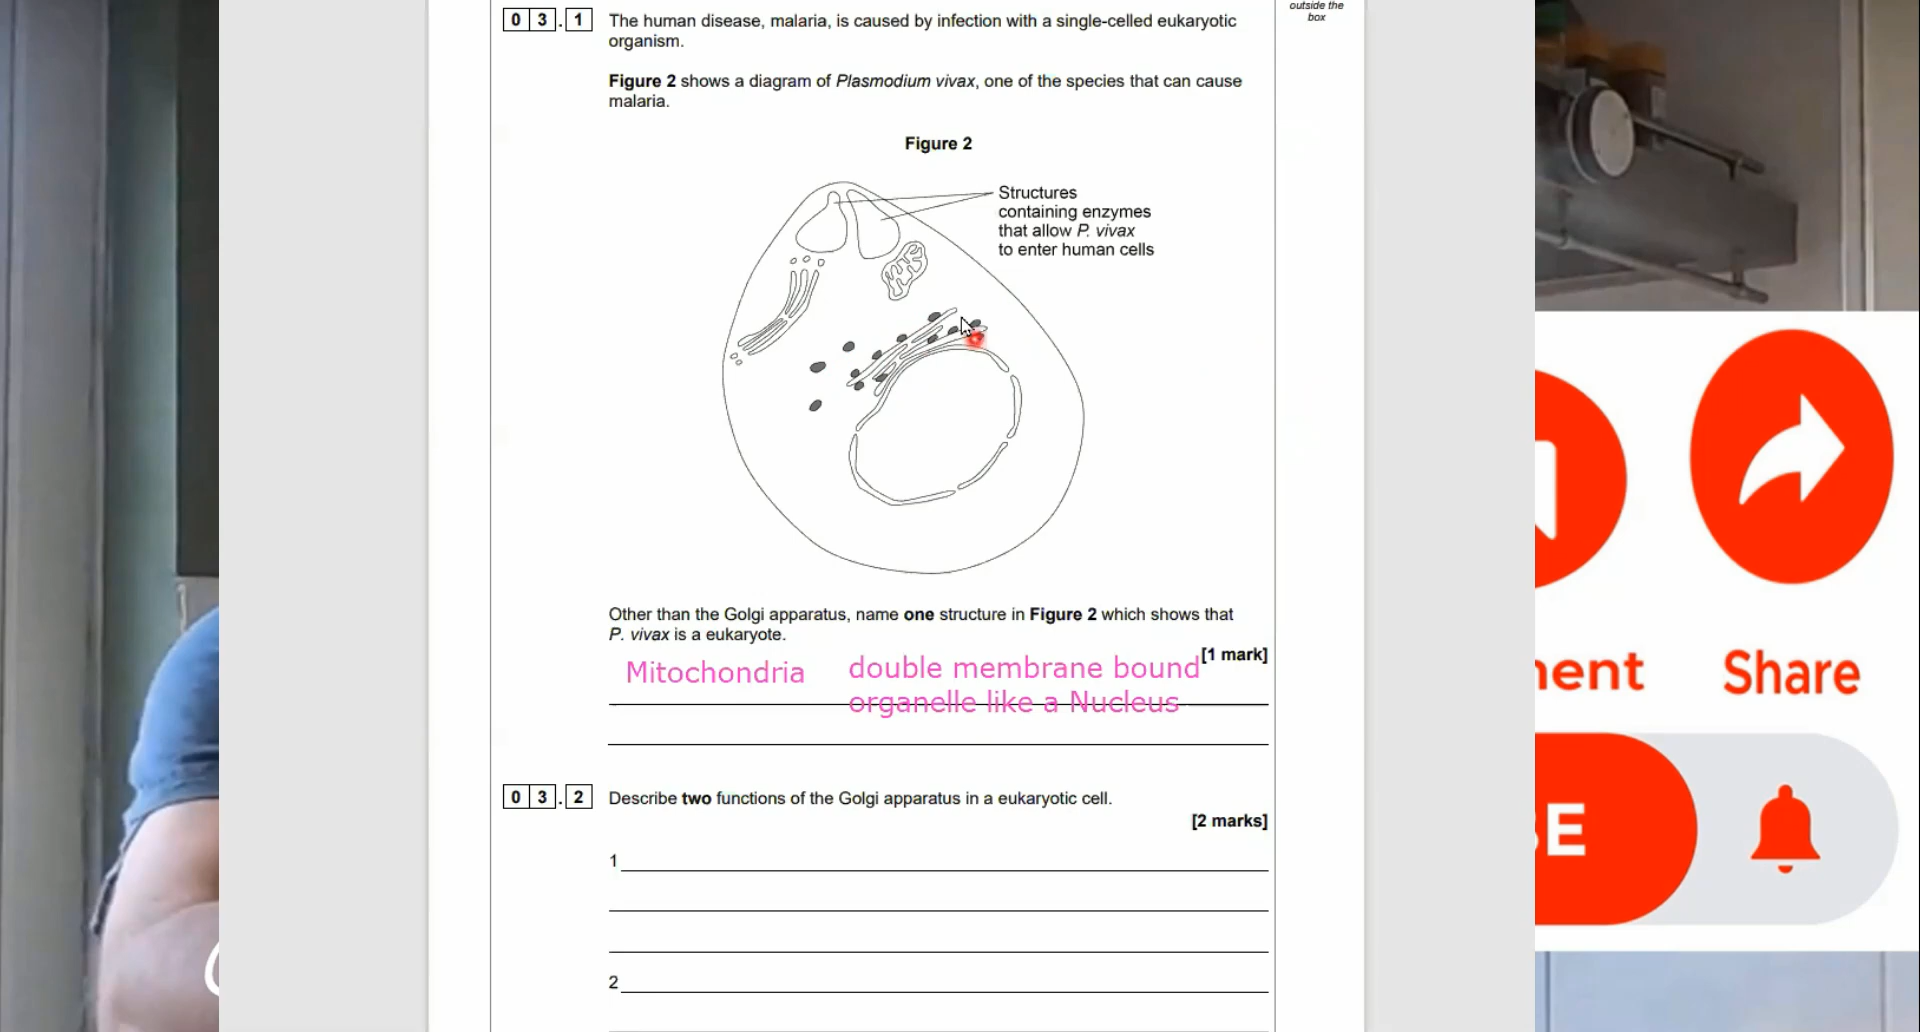 outside the
box
0 3 . 1 The human disease, malaria, is caused by infection with a single-celled eukaryotic
organism.
Figure 2 shows a diagram of Plasmodium vivax, one of the species that can cause
malaria.
Figure 2
Structures
containing enzymes
that allow P. vivax
to enter human cells
Other than the Golgi apparatus, name one structure in Figure 2 which shows that
P. vivax is a eukaryote.
[1 mark]
Mitochondria double membrane bound
organelle like a Nucleus
0 3 . 2 Describe two functions of the Golgi apparatus in a eukaryotic cell.
[2 marks]
1
2
Share